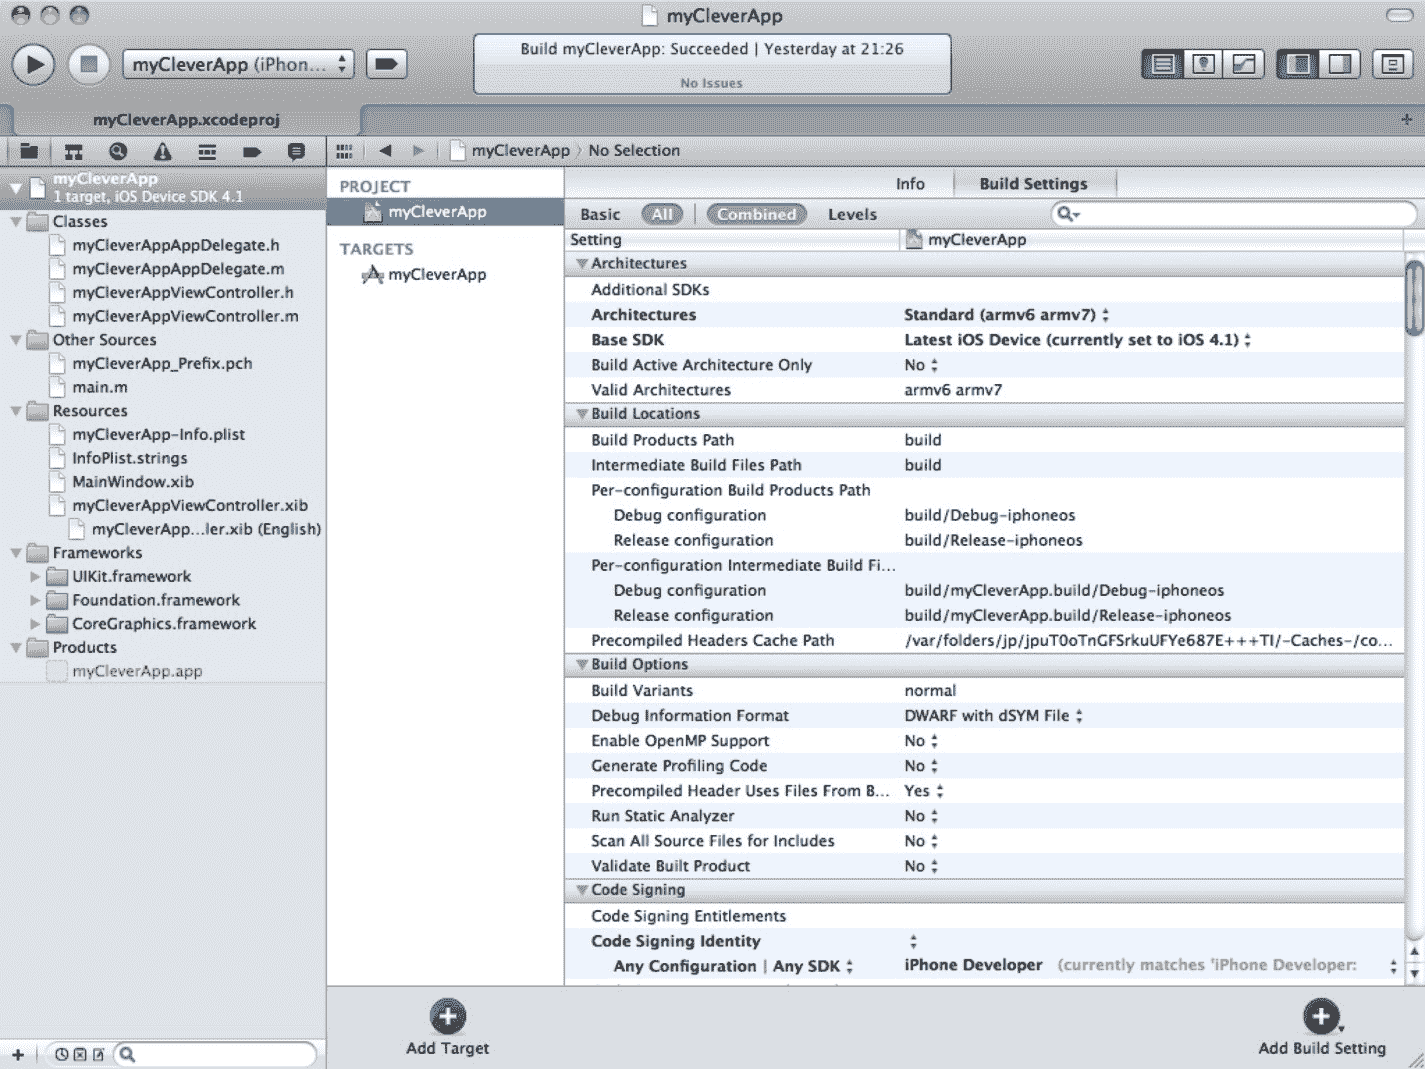 myCleverApp
myCleverApp (iPhon...
Build myCleverApp: Succeeded | Yesterday at 21:26
No Issues
myCleverApp.xcodeproj
myCleverApp
No Selection
myCleverApp
1 target, iOS Device SDK 4.1
Classes
myCleverAppAppDelegate.h
myCleverAppAppDelegate.m
myCleverAppViewController.h
myCleverAppViewController.m
Other Sources
myCleverApp_Prefix.pch
main.m
Resources
myCleverApp-Info.plist
InfoPlist.strings
MainWindow.xib
myCleverAppViewController.xib
myCleverApp...ler.xib (English)
Frameworks
UIKit.framework
Foundation.framework
CoreGraphics.framework
Products
myCleverApp.app
PROJECT
myCleverApp
TARGETS
myCleverApp
Info
Build Settings
Basic All Combined Levels
Setting myCleverApp
Architectures
Additional SDKs
Architectures Standard (armv6 armv7)
Base SDK Latest iOS Device (currently set to iOS 4.1)
Build Active Architecture Only No
Valid Architectures armv6 armv7
Build Locations
Build Products Path build
Intermediate Build Files Path build
Per-configuration Build Products Path
Debug configuration build/Debug-iphoneos
Release configuration build/Release-iphoneos
Per-configuration Intermediate Build Fi...
Debug configuration build/myCleverApp.build/Debug-iphoneos
Release configuration build/myCleverApp.build/Release-iphoneos
Precompiled Headers Cache Path /var/folders/jp/jpuT0oTnGFSrkuUFYe687E+++TI/-Caches-/co...
Build Options
Build Variants normal
Debug Information Format DWARF with dSYM File
Enable OpenMP Support No
Generate Profiling Code No
Precompiled Header Uses Files From B... Yes
Run Static Analyzer No
Scan All Source Files for Includes No
Validate Built Product No
Code Signing
Code Signing Entitlements
Code Signing Identity
Any Configuration | Any SDK iPhone Developer (currently matches 'iPhone Developer:
Add Target
Add Build Setting